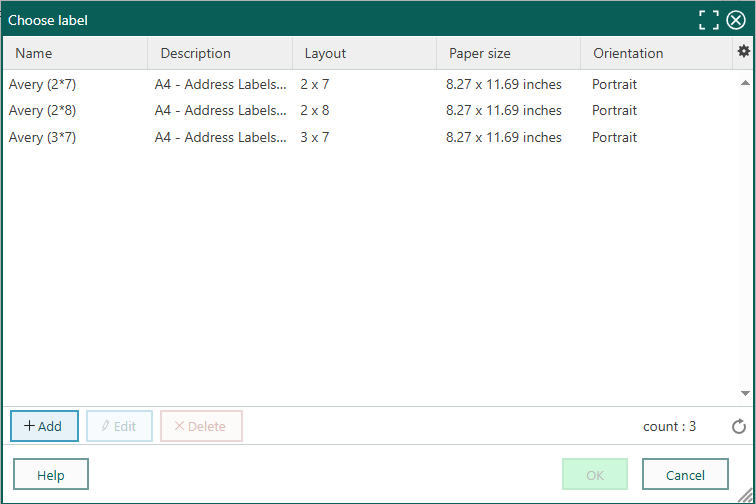 Choose label
Name Description Layout Paper size Orientation
Avery (2*7) A4 - Address Labels... 2 x 7 8.27 x 11.69 inches Portrait
Avery (2*8) A4 - Address Labels... 2 x 8 8.27 x 11.69 inches Portrait
Avery (3*7) A4 - Address Labels... 3 x 7 8.27 x 11.69 inches Portrait
Add Edit Delete count : 3
Help OK Cancel